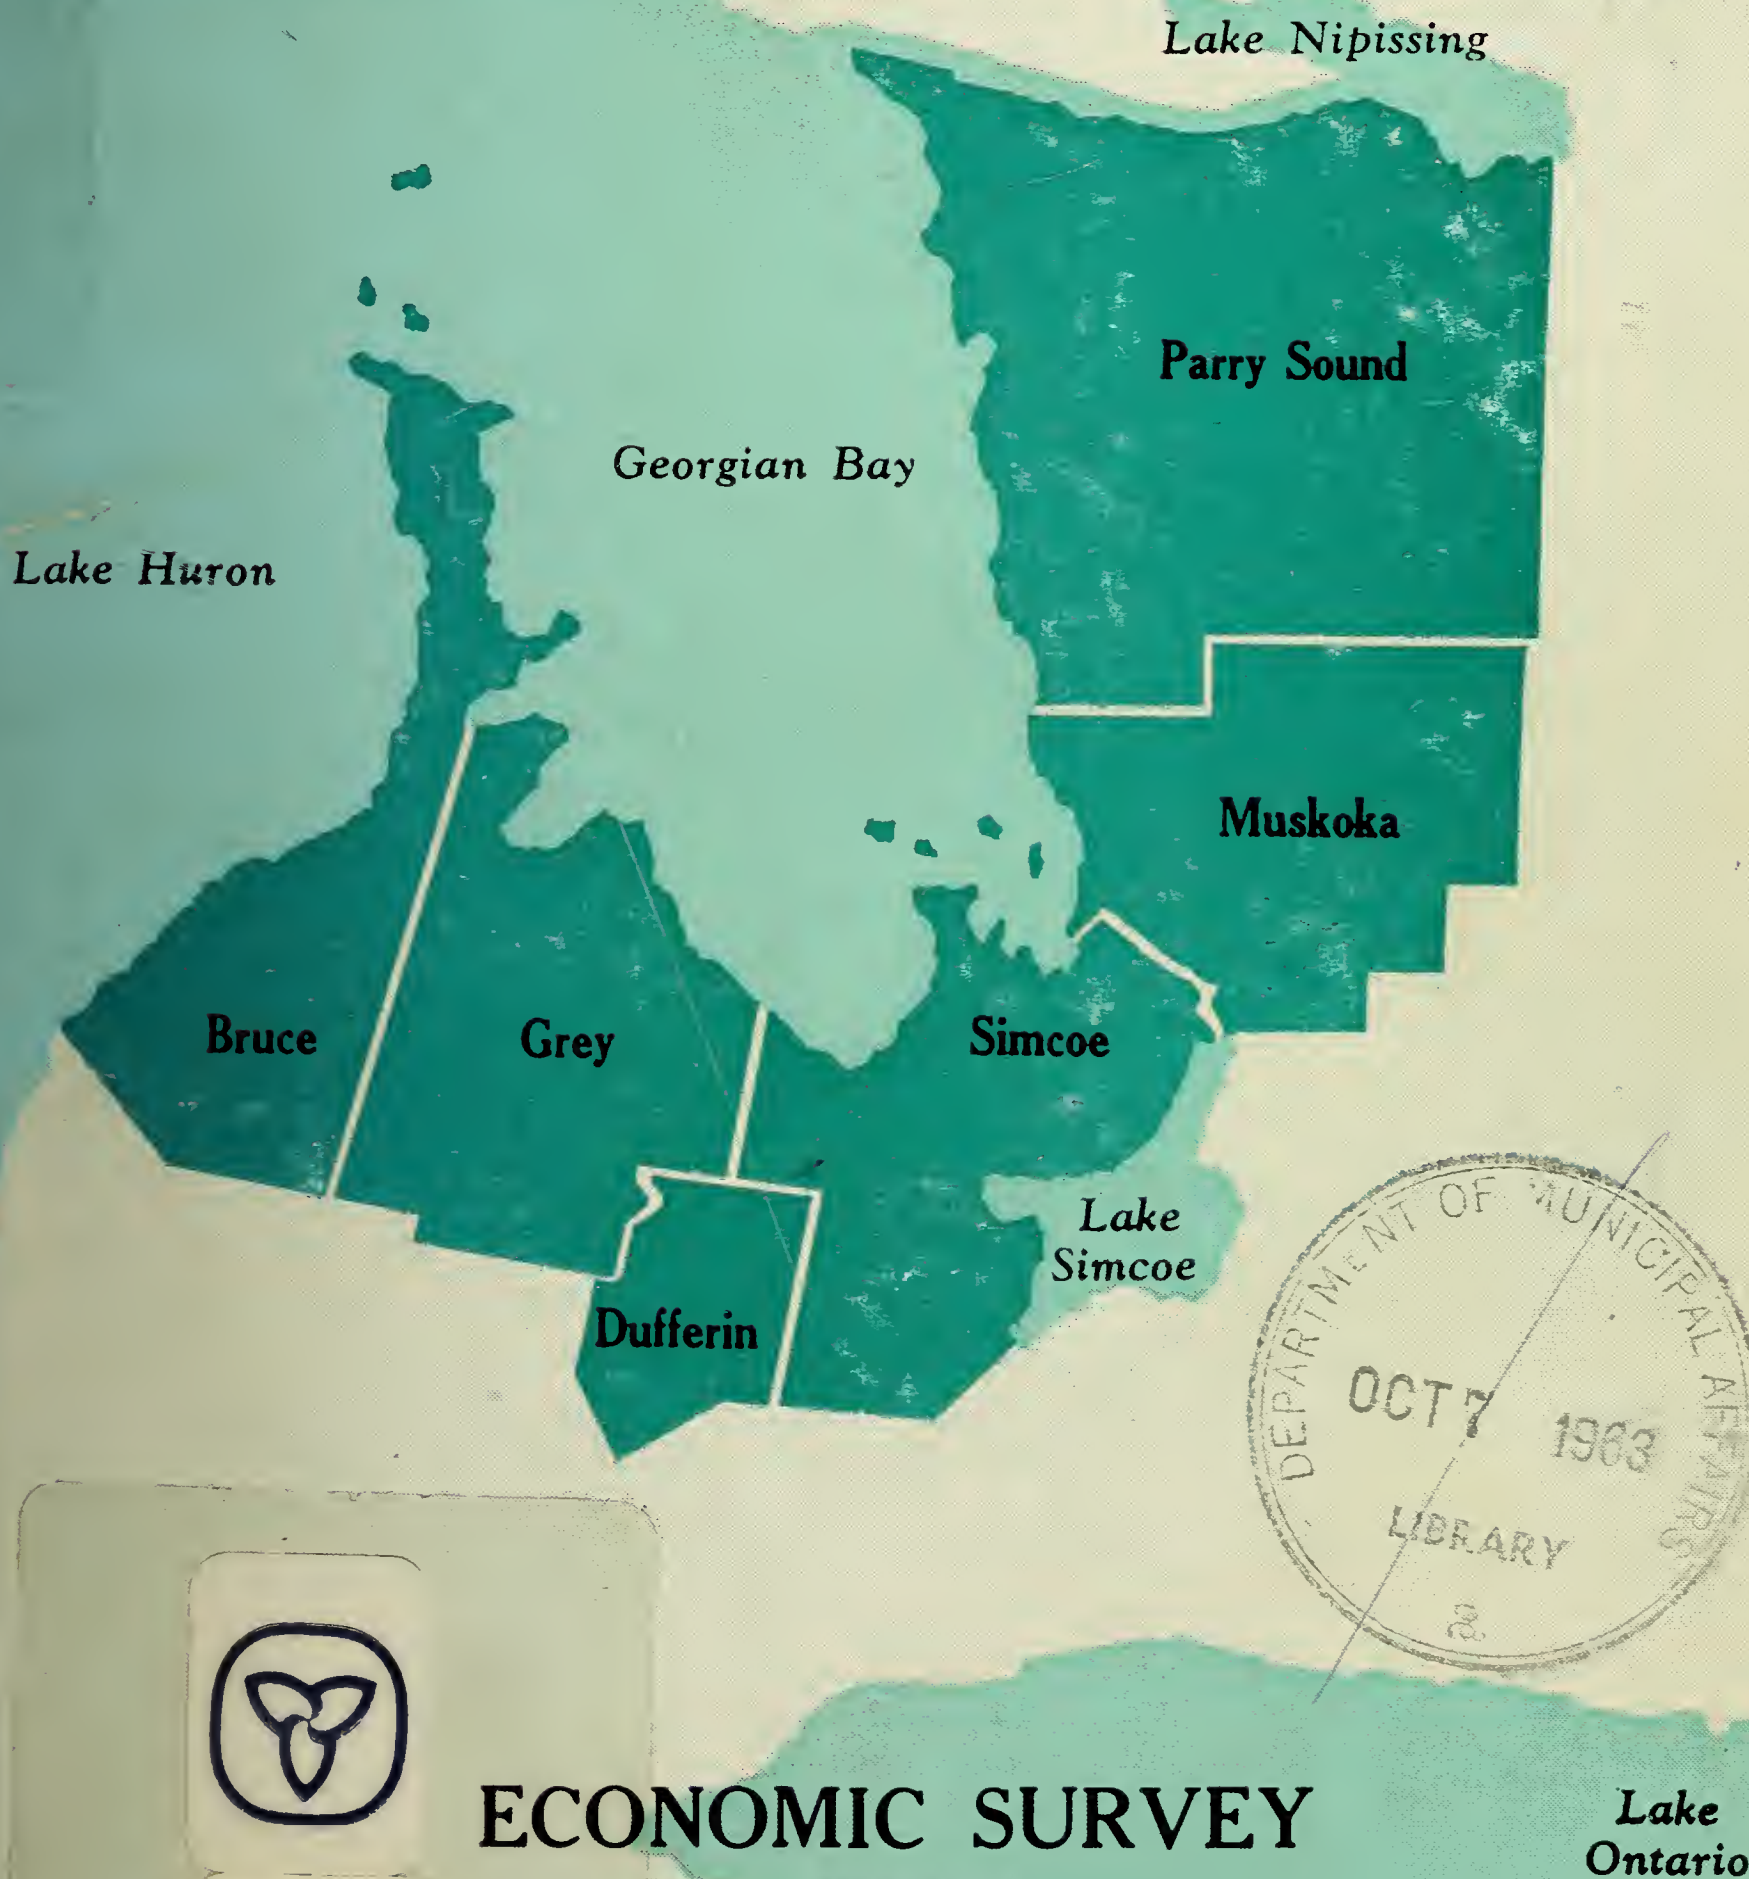 Lake Nipissing
Parry Sound
Georgian Bay
Lake Huron
Muskoka
Bruce
Grey
Simcoe
Lake
Simcoe
Dufferin
DEPARTMENT OF MUNICIPAL AFFAIRS
OCT 7 1963
LIBRARY
ECONOMIC SURVEY
Lake
Ontario